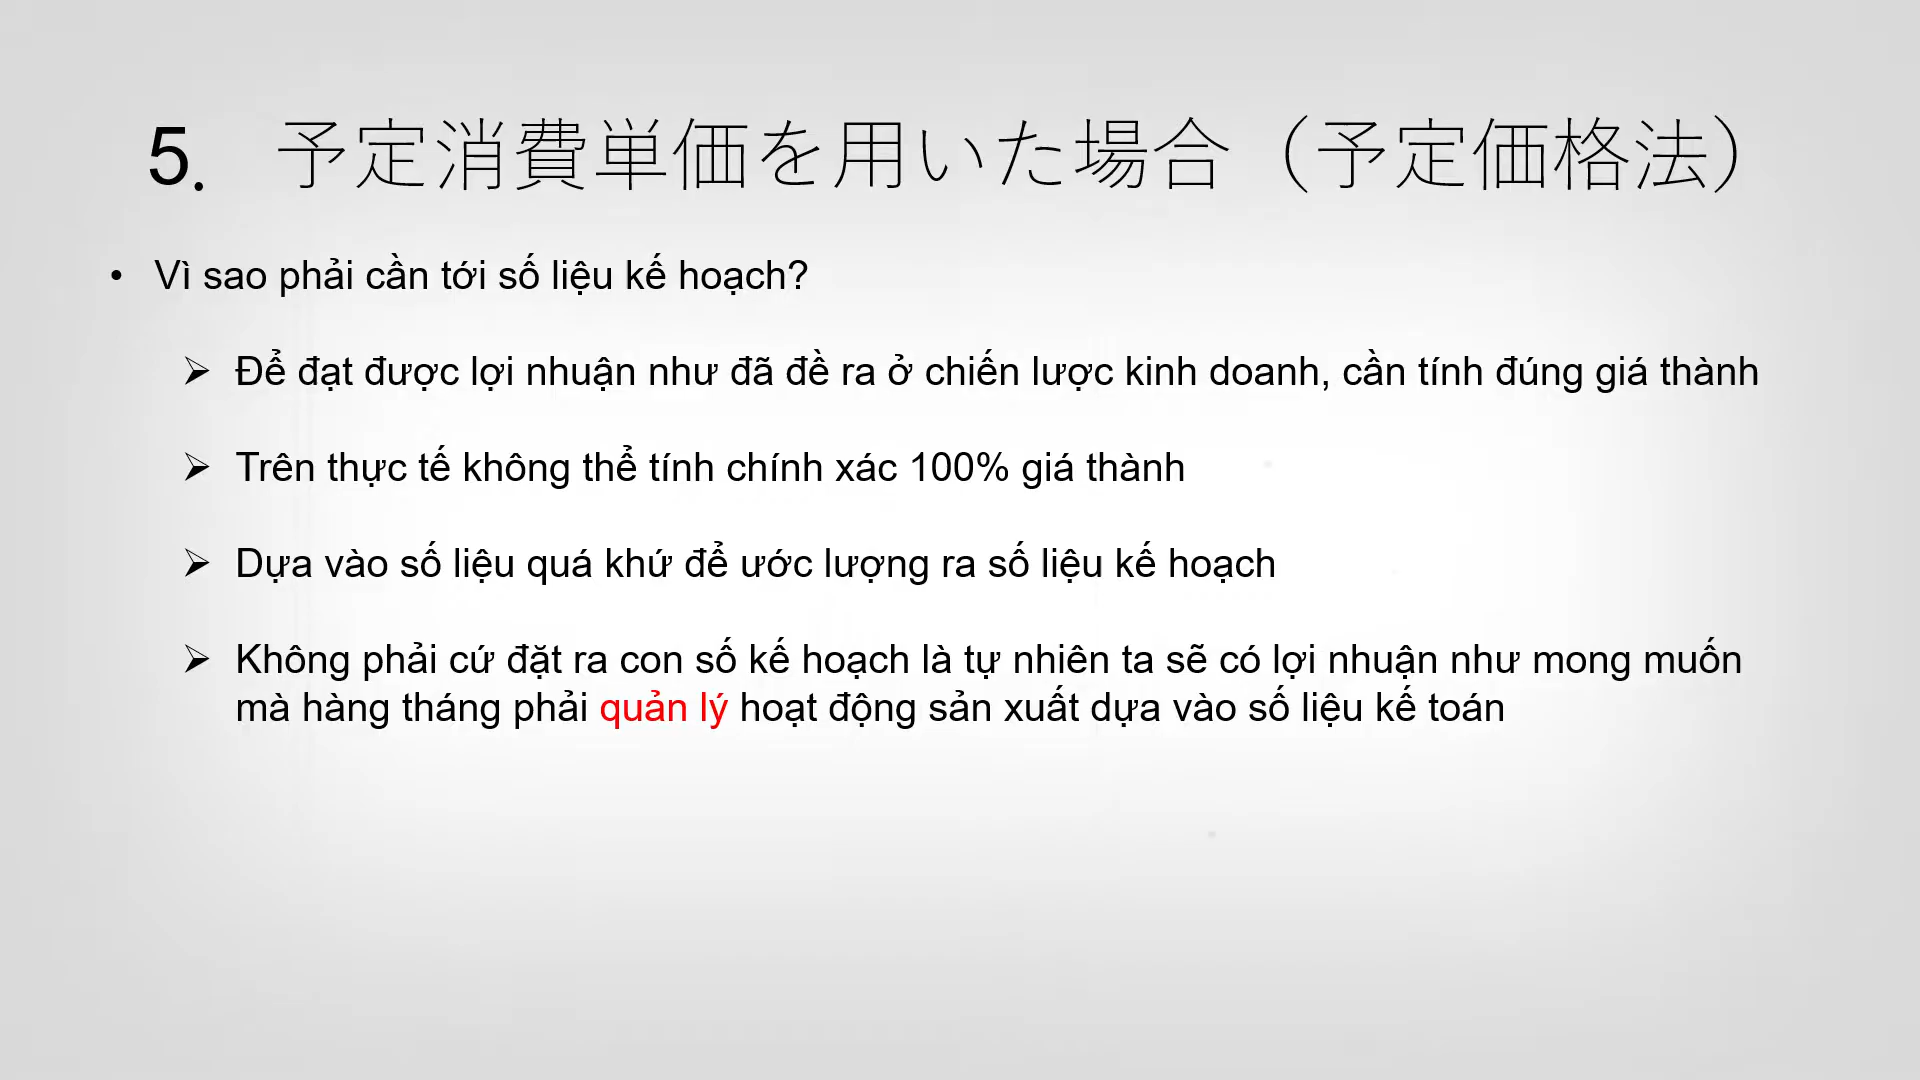 5. 予定消費単価を用いた場合（予定価格法）
• Vì sao phải cần tới số liệu kế hoạch?
➢ Để đạt được lợi nhuận như đã đề ra ở chiến lược kinh doanh, cần tính đúng giá thành
➢ Trên thực tế không thể tính chính xác 100% giá thành
➢ Dựa vào số liệu quá khứ để ước lượng ra số liệu kế hoạch
➢ Không phải cứ đặt ra con số kế hoạch là tự nhiên ta sẽ có lợi nhuận như mong muốn
mà hàng tháng phải quản lý hoạt động sản xuất dựa vào số liệu kế toán